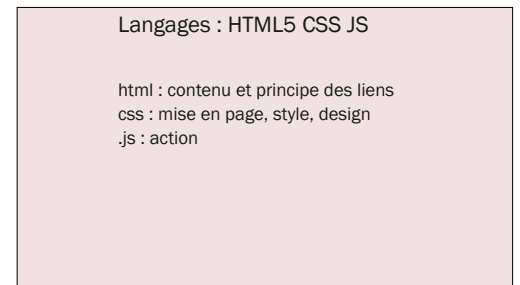 Langages : HTML5 CSS JS
html : contenu et principe des liens
css : mise en page, style, design
.js : action